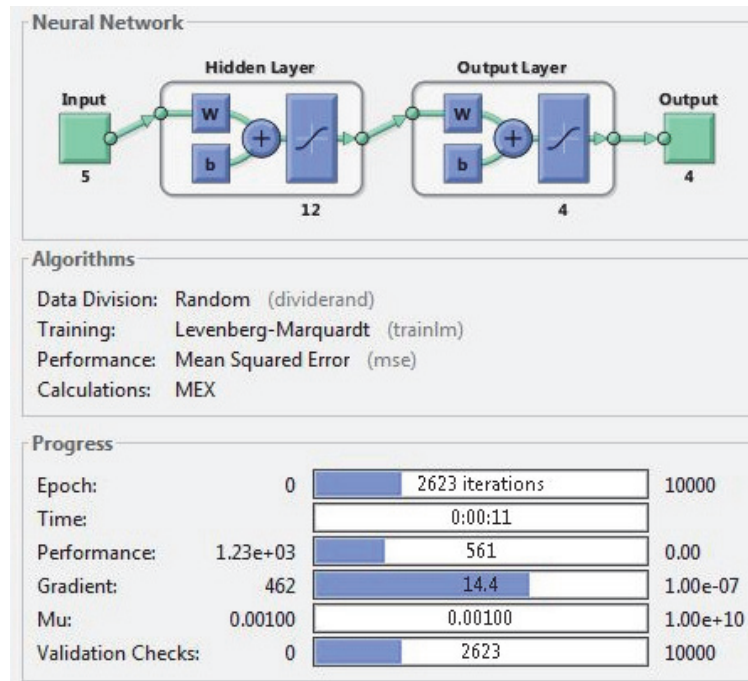 Neural Network
Hidden Layer
Output Layer
Input
Output
W
W
b
b
5
12
4
4
Algorithms
Data Division: Random (dividerand)
Training: Levenberg-Marquardt (trainlm)
Performance: Mean Squared Error (mse)
Calculations: MEX
Progress
Epoch: 0 2623 iterations 10000
Time: 0:00:11
Performance: 1.23e+03 561 0.00
Gradient: 462 14.4 1.00e-07
Mu: 0.00100 0.00100 1.00e+10
Validation Checks: 0 2623 10000